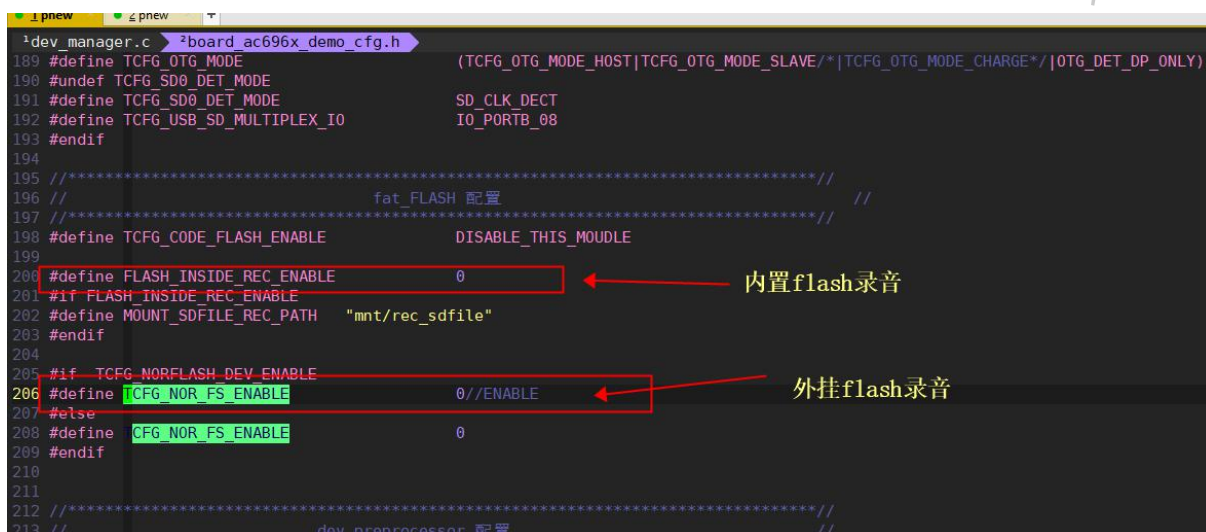 1 pnew 2 pnew +
¹dev_manager.c ²board_ac696x_demo_cfg.h
189 #define TCFG_OTG_MODE (TCFG_OTG_MODE_HOST|TCFG_OTG_MODE_SLAVE/*|TCFG_OTG_MODE_CHARGE*/|OTG_DET_DP_ONLY)
190 #undef TCFG_SD0_DET_MODE
191 #define TCFG_SD0_DET_MODE SD_CLK_DECT
192 #define TCFG_USB_SD_MULTIPLEX_IO IO_PORTB_08
193 #endif
194
195 //*********************************************************************************//
196 // fat_FLASH 配置 //
197 //*********************************************************************************//
198 #define TCFG_CODE_FLASH_ENABLE DISABLE_THIS_MOUDLE
199
200 #define FLASH_INSIDE_REC_ENABLE 0 内置flash录音
201 #if FLASH_INSIDE_REC_ENABLE
202 #define MOUNT_SDFILE_REC_PATH "mnt/rec_sdfile"
203 #endif
204
205 #if TCFG_NORFLASH_DEV_ENABLE
206 #define TCFG_NOR_FS_ENABLE 0//ENABLE 外挂flash录音
207 #else
208 #define CFG_NOR_FS_ENABLE 0
209 #endif
210
211
212 //*********************************************************************************//
213 // dev preprocessor 配置 //